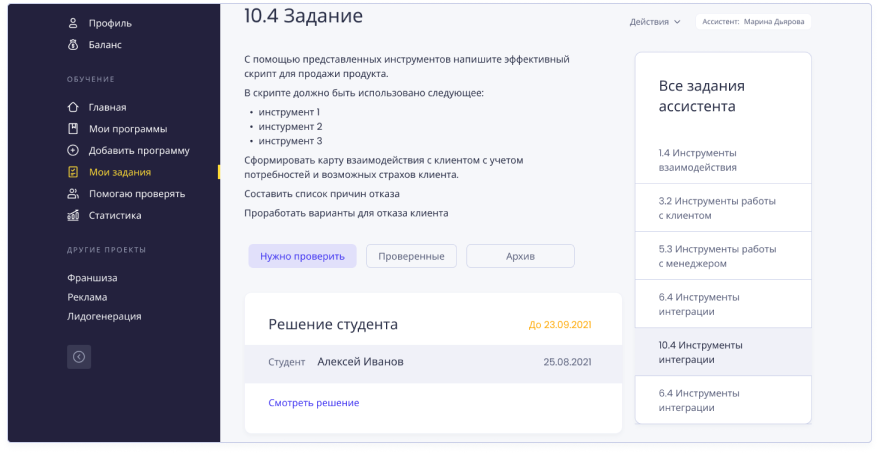 Профиль
Баланс
ОБУЧЕНИЕ
Главная
Мои программы
Добавить программу
Мои задания
Помогаю проверять
Статистика
ДРУГИЕ ПРОЕКТЫ
Франшиза
Реклама
Лидогенерация
10.4 Задание
Действия
Ассистент: Марина Дьярова
С помощью представленных инструментов напишите эффективный
скрипт для продажи продукта.
В скрипте должно быть использовано следующее:
• инструмент 1
• инстурмент 2
• инструмент 3
Сформировать карту взаимодействия с клиентом с учетом
потребностей и возможных страхов клиента.
Составить список причин отказа
Проработать варианты для отказа клиента
Нужно проверить
Проверенные
Архив
Решение студента
До 23.09.2021
Студент Алексей Иванов
25.08.2021
Смотреть решение
Все задания
ассистента
1.4 Инструменты
взаимодействия
3.2 Инструменты работы
с клиентом
5.3 Инструменты работы
с менеджером
6.4 Инструменты
интеграции
10.4 Инструменты
интеграции
6.4 Инструменты
интеграции